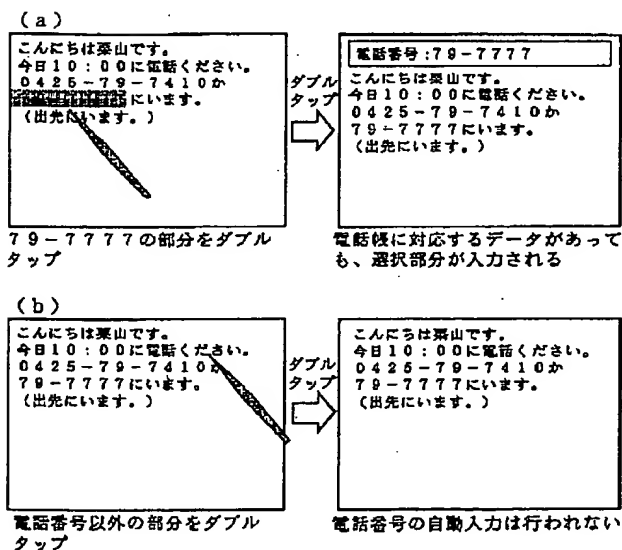 (a)
こんにちは栗山です。
今日10:00に電話ください。
0425-79-7410か
にいます。
(出先にいます。)
ダブル
タップ
電話番号:79-7777
こんにちは栗山です。
今日10:00に電話ください。
0425-79-7410か
79-7777にいます。
(出先にいます。)
79-7777の部分をダブル
タップ
電話帳に対応するデータがあって
も、選択部分が入力される
(b)
こんにちは栗山です。
今日10:00に電話ください。
0425-79-7410か
79-7777にいます。
(出先にいます。)
ダブル
タップ
こんにちは栗山です。
今日10:00に電話ください。
0425-79-7410か
79-7777にいます。
(出先にいます。)
電話番号以外の部分をダブル
タップ
電話番号の自動入力は行われない